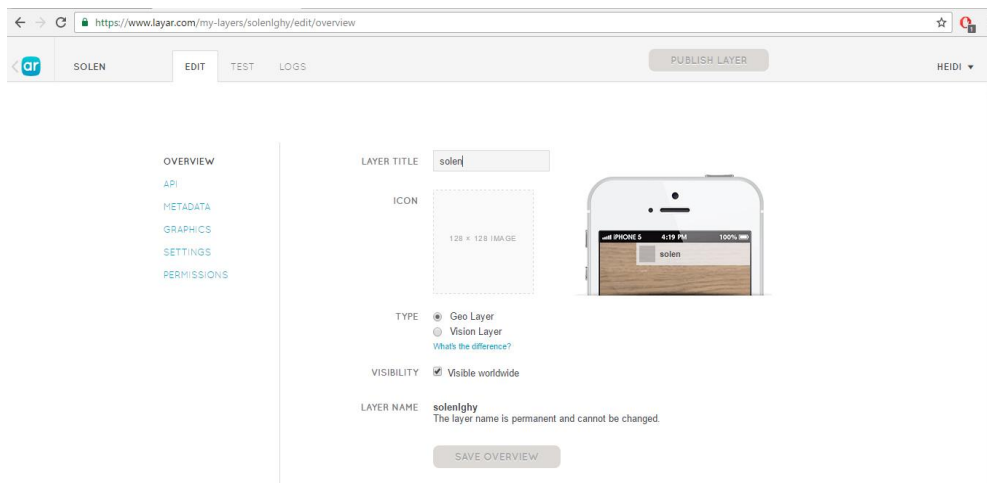 https://www.layar.com/my-layers/solenlghy/edit/overview
1
ar
SOLEN
EDIT
TEST
LOGS
PUBLISH LAYER
HEIDI
OVERVIEW
API
METADATA
GRAPHICS
SETTINGS
PERMISSIONS
LAYER TITLE
solen
ICON
128 × 128 IMAGE
IPHONE 5 4:19 PM 100%
solen
TYPE
Geo Layer
Vision Layer
What's the difference?
VISIBILITY
Visible worldwide
LAYER NAME
solenlghy
The layer name is permanent and cannot be changed.
SAVE OVERVIEW